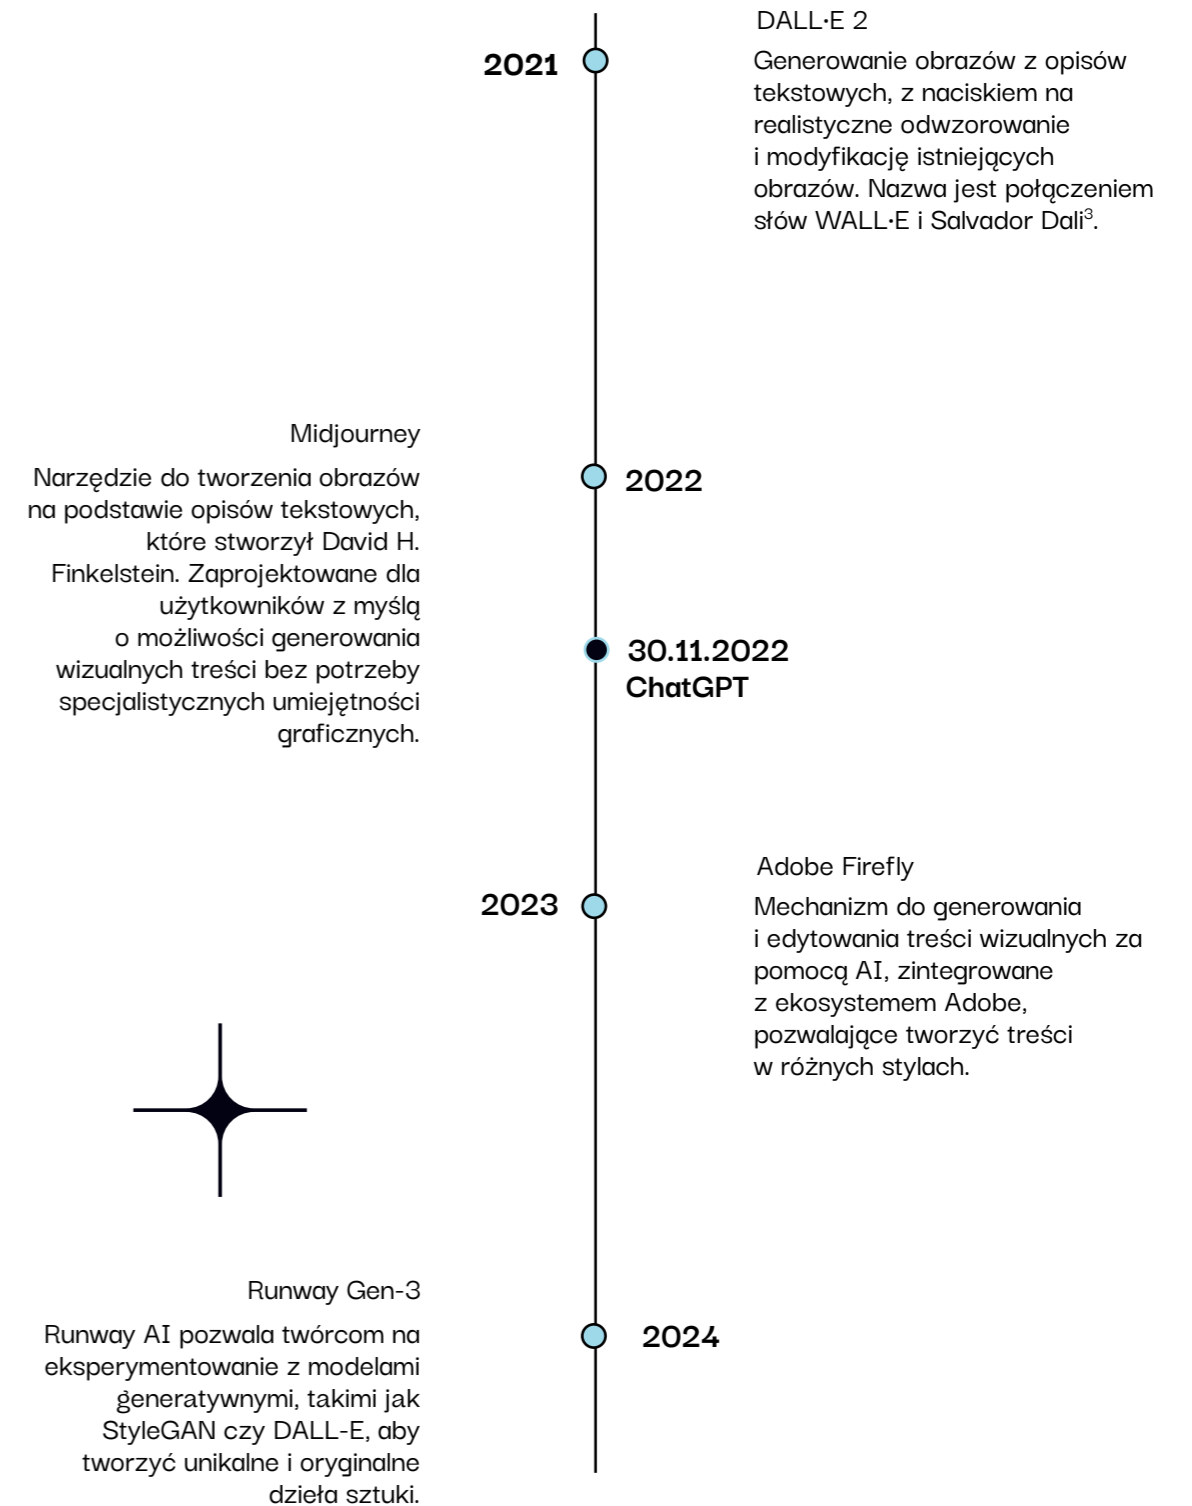 DALL·E 2
2021
Generowanie obrazów z opisów
tekstowych, z naciskiem na
realistyczne odwzorowanie
i modyfikację istniejących
obrazów. Nazwa jest połączeniem
słów WALL·E i Salvador Dali³.
Midjourney
2022
Narzędzie do tworzenia obrazów
na podstawie opisów tekstowych,
które stworzył David H.
Finkelstein. Zaprojektowane dla
użytkowników z myślą
o możliwości generowania
wizualnych treści bez potrzeby
specjalistycznych umiejętności
graficznych.
30.11.2022
ChatGPT
Adobe Firefly
2023
Mechanizm do generowania
i edytowania treści wizualnych za
pomocą AI, zintegrowane
z ekosystemem Adobe,
pozwalające tworzyć treści
w różnych stylach.
Runway Gen-3
2024
Runway AI pozwala twórcom na
eksperymentowanie z modelami
generatywnymi, takimi jak
StyleGAN czy DALL-E, aby
tworzyć unikalne i oryginalne
dzieła sztuki.